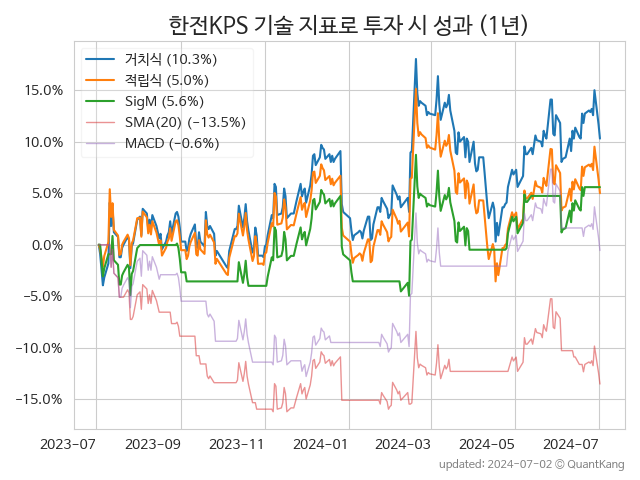 한전KPS 기술 지표로 투자 시 성과 (1년)
거치식 (10.3%)
적립식 (5.0%)
SigM (5.6%)
SMA(20) (−13.5%)
MACD (−0.6%)
15.0%
10.0%
5.0%
0.0%
−5.0%
−10.0%
−15.0%
2023-07 2023-09 2023-11 2024-01 2024-03 2024-05 2024-07
updated: 2024-07-02 © QuantKang